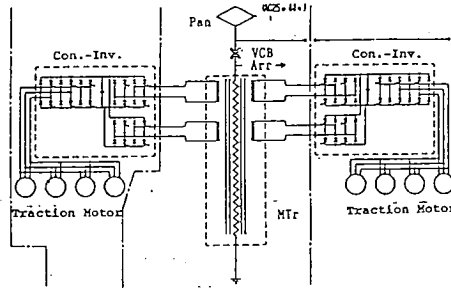 Pan
VCB
Arr
Con.-Inv.
Con.-Inv.
Traction Motor
MTr
Traction Motor